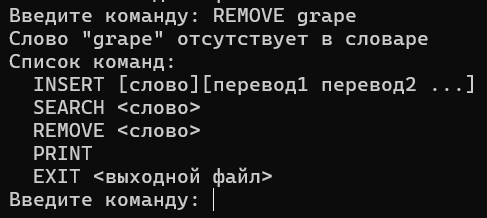 Введите команду: REMOVE grape
Слово "grape" отсутствует в словаре
Список команд:
INSERT [слово][перевод1 перевод2 ...]
SEARCH <слово>
REMOVE <слово>
PRINT
EXIT <выходной файл>
Введите команду: